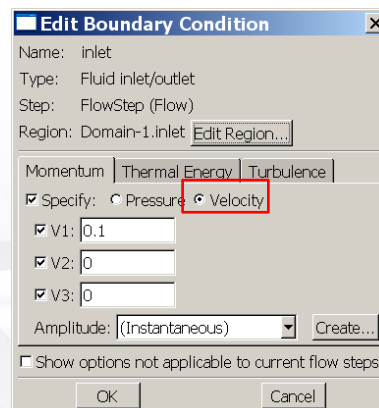 Edit Boundary Condition
Name: inlet
Type: Fluid inlet/outlet
Step: FlowStep (Flow)
Region: Domain-1.inlet Edit Region...
Momentum Thermal Energy Turbulence
Specify: Pressure Velocity
V1: 0.1
V2: 0
V3: 0
Amplitude: (Instantaneous) Create...
Show options not applicable to current flow steps
OK Cancel